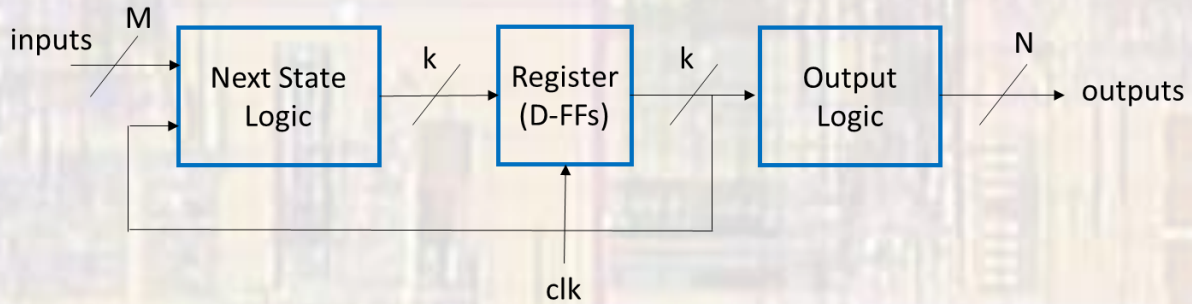 M
inputs
Next State
Logic
k
Register
(D-FFs)
k
Output
Logic
N
outputs
clk